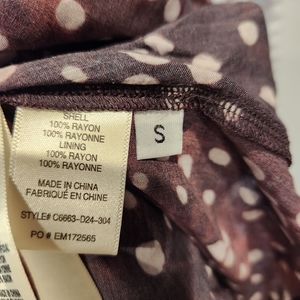 SHELL
100% RAYON
100% RAYONNE
LINING
100% RAYON
100% RAYONNE
MADE IN CHINA
FABRIQUÉ EN CHINE
STYLE# C6663-D24-304
PO # EM172565
S